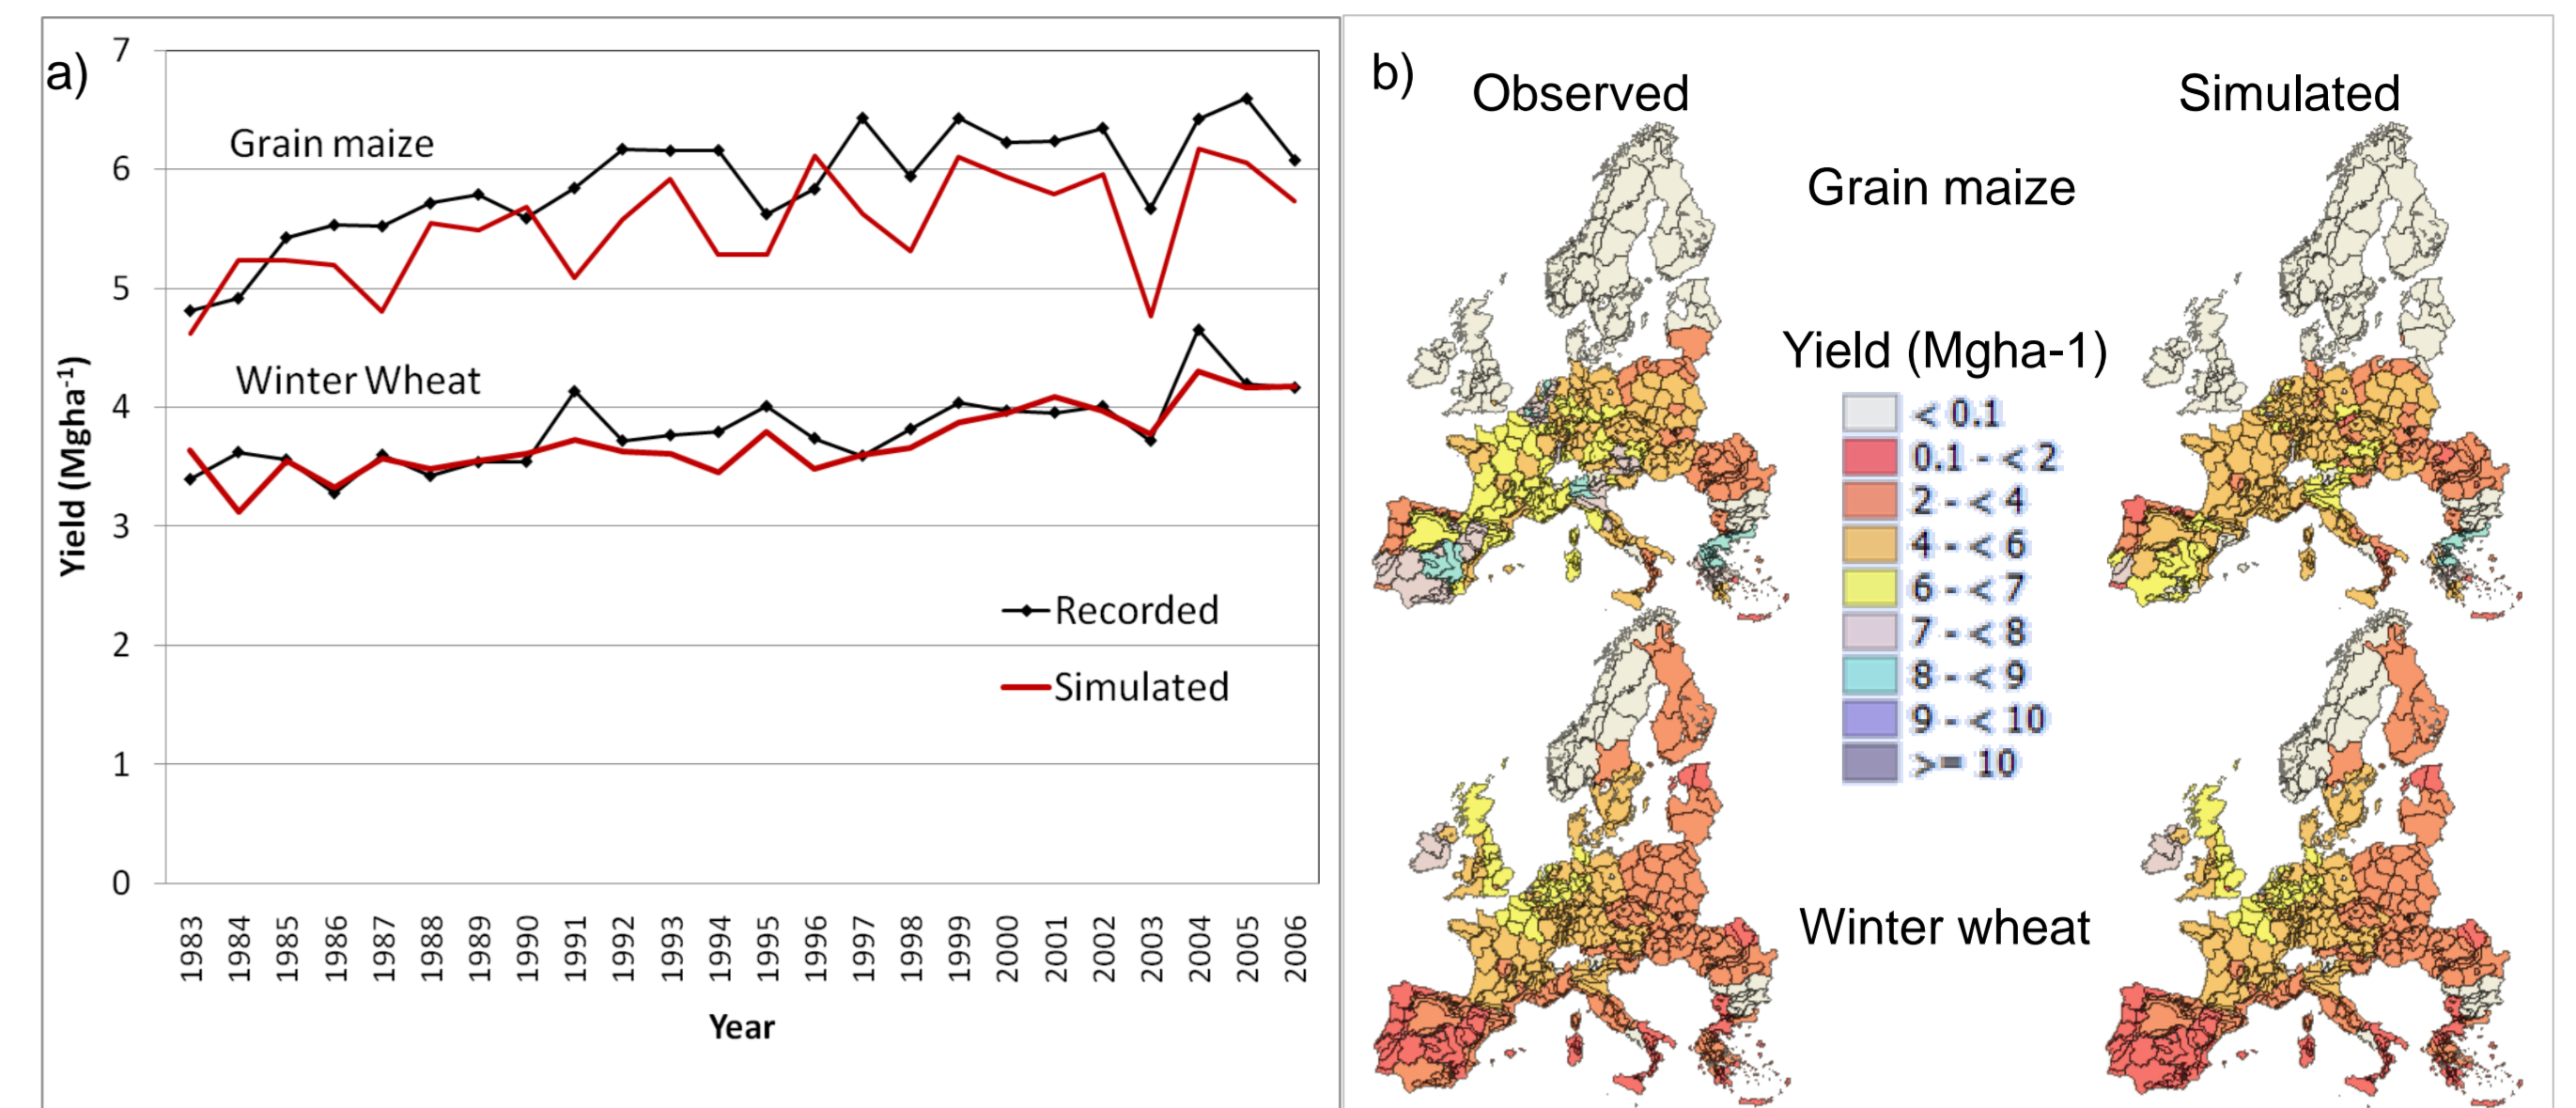 a)
7
6
5
4
3
2
1
0
Yield (Mgha-1)
Grain maize
Winter Wheat
Recorded
Simulated
1983
1984
1985
1986
1987
1988
1989
1990
1991
1992
1993
1994
1995
1996
1997
1998
1999
2000
2001
2002
2003
2004
2005
2006
Year
b)
Observed
Simulated
Grain maize
Yield (Mgha-1)
< 0.1
0.1 - < 2
2 - < 4
4 - < 6
6 - < 7
7 - < 8
8 - < 9
9 - < 10
>= 10
Winter wheat